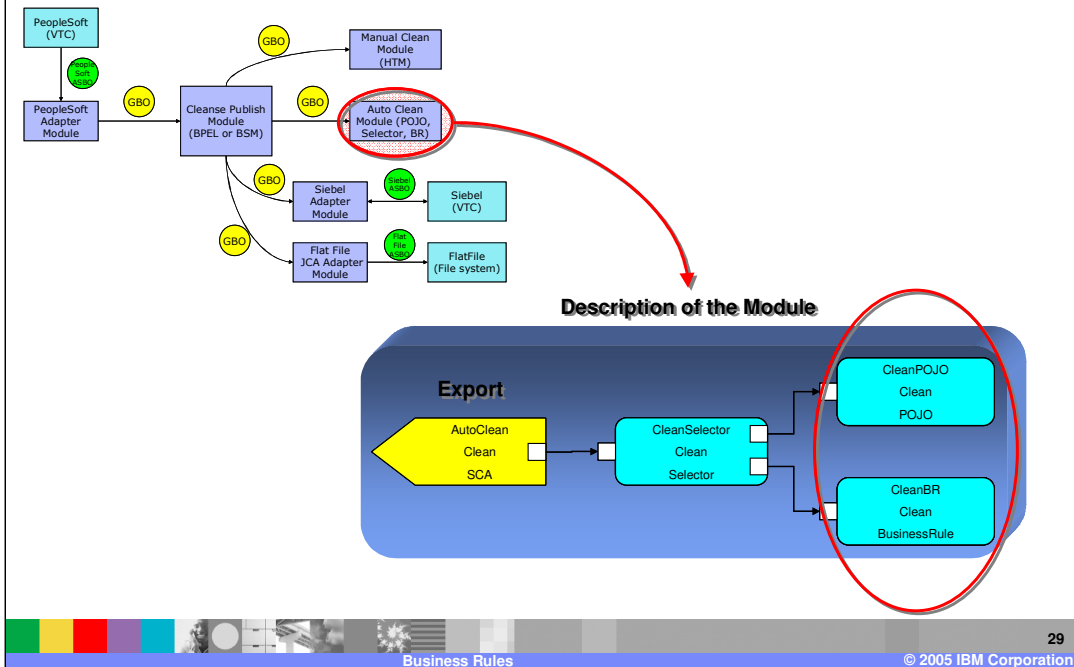 PeopleSoft
(VTC)
People
Soft
ASBO
PeopleSoft
Adapter
Module
GBO
Cleanse Publish
Module
(BPEL or BSM)
GBO
Manual Clean
Module
(HTM)
GBO
Auto Clean
Module (POJO,
Selector, BR)
GBO
Siebel
Adapter
Module
Siebel
ASBO
Siebel
(VTC)
GBO
Flat File
JCA Adapter
Module
Flat
File
ASBO
FlatFile
(File system)
Description of the Module
Export
AutoClean
Clean
SCA
CleanSelector
Clean
Selector
CleanPOJO
Clean
POJO
CleanBR
Clean
BusinessRule
29
Business Rules
© 2005 IBM Corporation